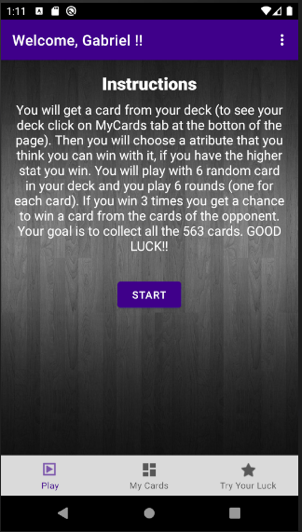 1:11
Welcome, Gabriel !!
Instructions
You will get a card from your deck (to see your
deck click on MyCards tab at the botton of the
page). Then you will choose a atribute that you
think you can win with it, if you have the higher
stat you win. You will play with 6 random card
in your deck and you play 6 rounds (one for
each card). If you win 3 times you get a chance
to win a card from the cards of the opponent.
Your goal is to collect all the 563 cards. GOOD
LUCK!!
START
Play My Cards Try Your Luck